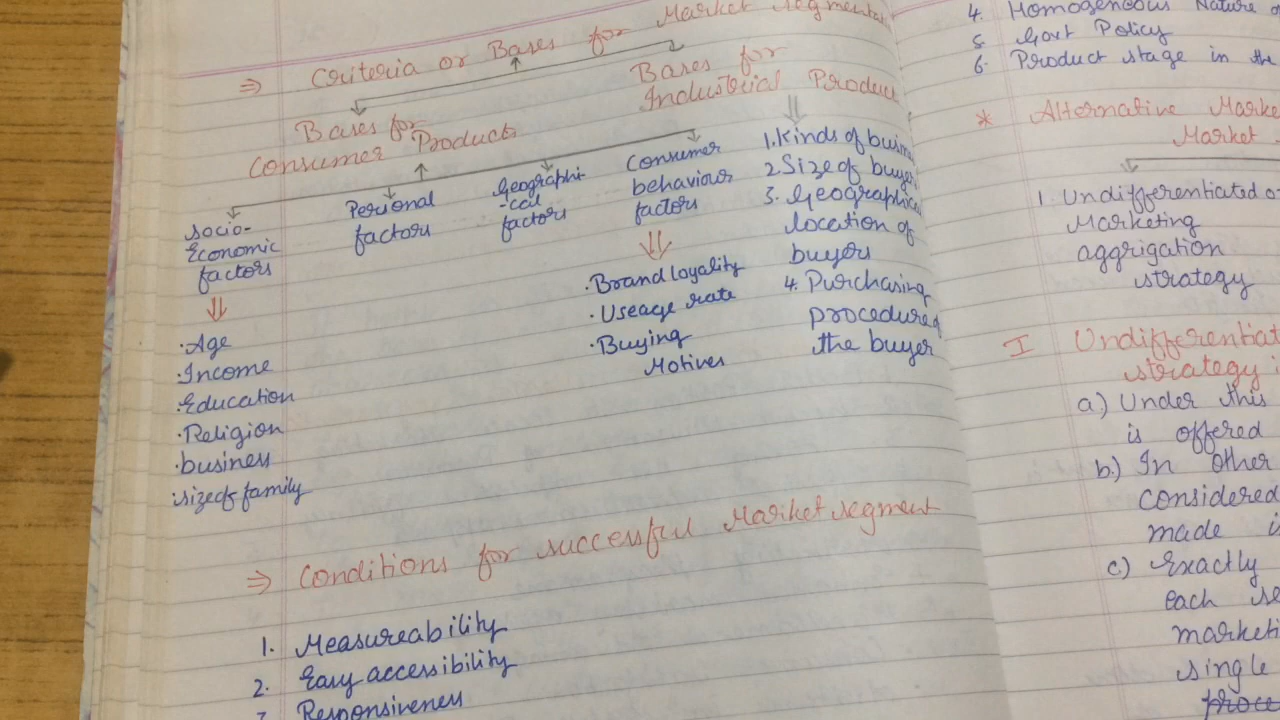 ⇒ Criteria or Bases for Market segment
Bases for
Consumer Products
Bases for
Industrial Product
socio-
Economic
factors
Age
Income
Education
Religion
business
size of family
Personal
factors
Geographi-
-cal
factors
Consumer
behaviour
factors
Brand loyality
Useage rate
Buying
Motives
1. Kinds of
2 Size of buyer
3. Geographical
location of
buyers
4. Purchasing
procedure of
the buyer
⇒ Conditions for successful Market segment
1. Measureability
2. Easy accessibility
3. Responsiveness
4. Homogeneous Nature
5. Govt Policy
6. Product stage in the
* Alternative
Market
1. Undifferentiated
Marketing
aggrigation
strategy
I Undifferentiat
strategy
a) Under this
is offered
b.) In other
considered
made
c) Exactly
each
marketi
single